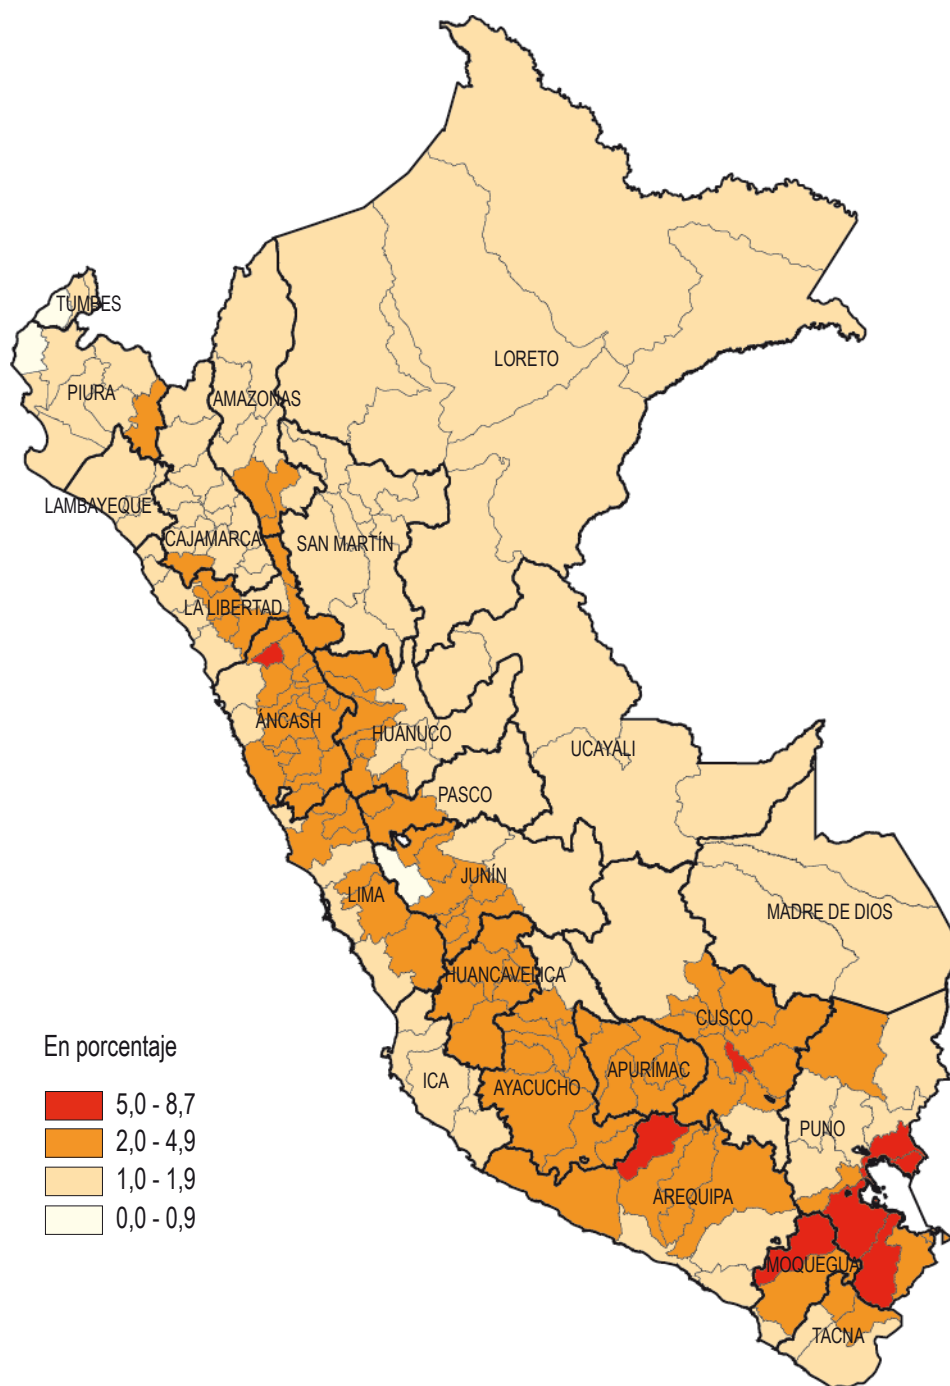 TUMBES
LORETO
PIURA
AMAZONAS
LAMBAYEQUE
CAJAMARCA
SAN MARTÍN
LA LIBERTAD
ÁNCASH
HUÁNUCO
UCAYALI
PASCO
JUNÍN
LIMA
MADRE DE DIOS
HUANCAVELICA
CUSCO
En porcentaje
ICA
APURÍMAC
AYACUCHO
5,0 - 8,7
PUNO
2,0 - 4,9
1,0 - 1,9
AREQUIPA
0,0 - 0,9
MOQUEGUA
TACNA